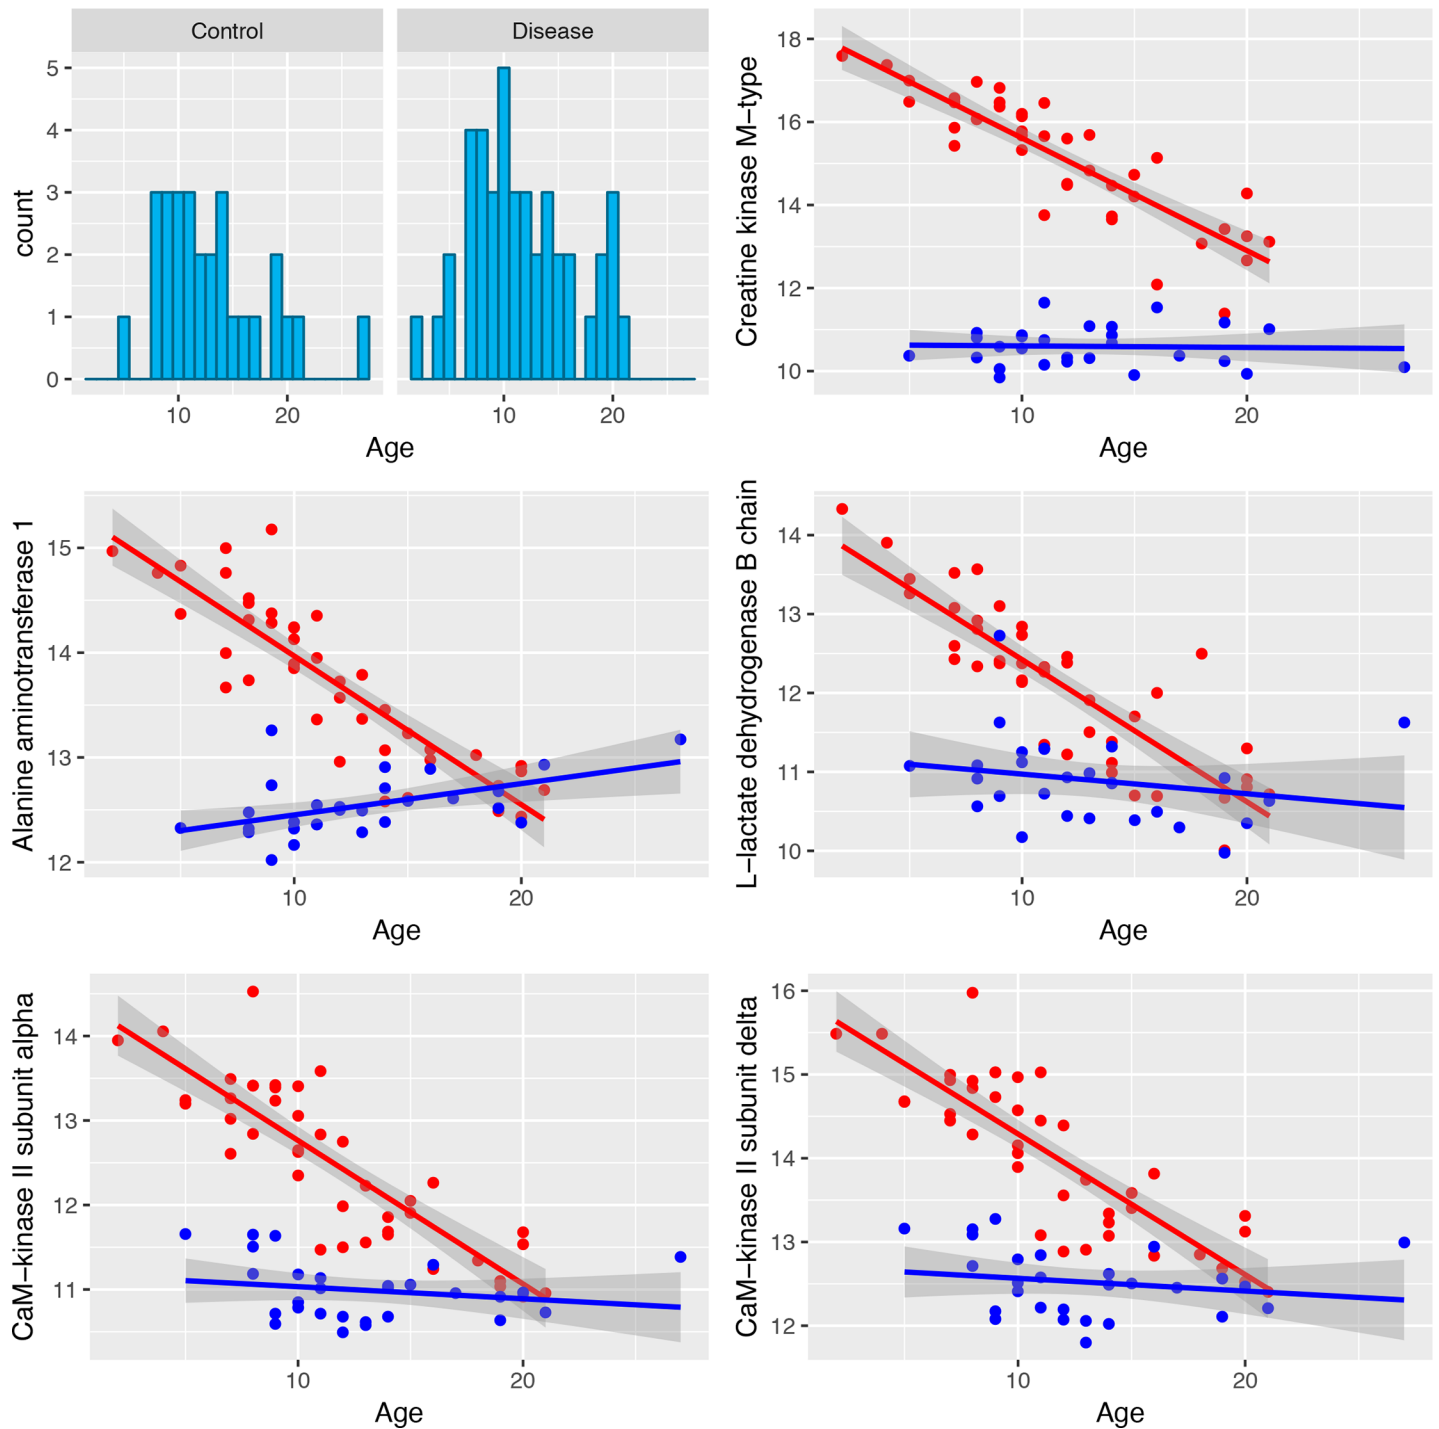 Control Disease
count
5
4
3
2
1
0
10 20 10 20
Age
Creatine kinase M−type
18
16
14
12
10
10 20
Age
Alanine aminotransferase 1
15
14
13
12
10 20
Age
L−lactate dehydrogenase B chain
14
13
12
11
10
10 20
Age
CaM−kinase II subunit alpha
14
13
12
11
10 20
Age
CaM−kinase II subunit delta
16
15
14
13
12
10 20
Age